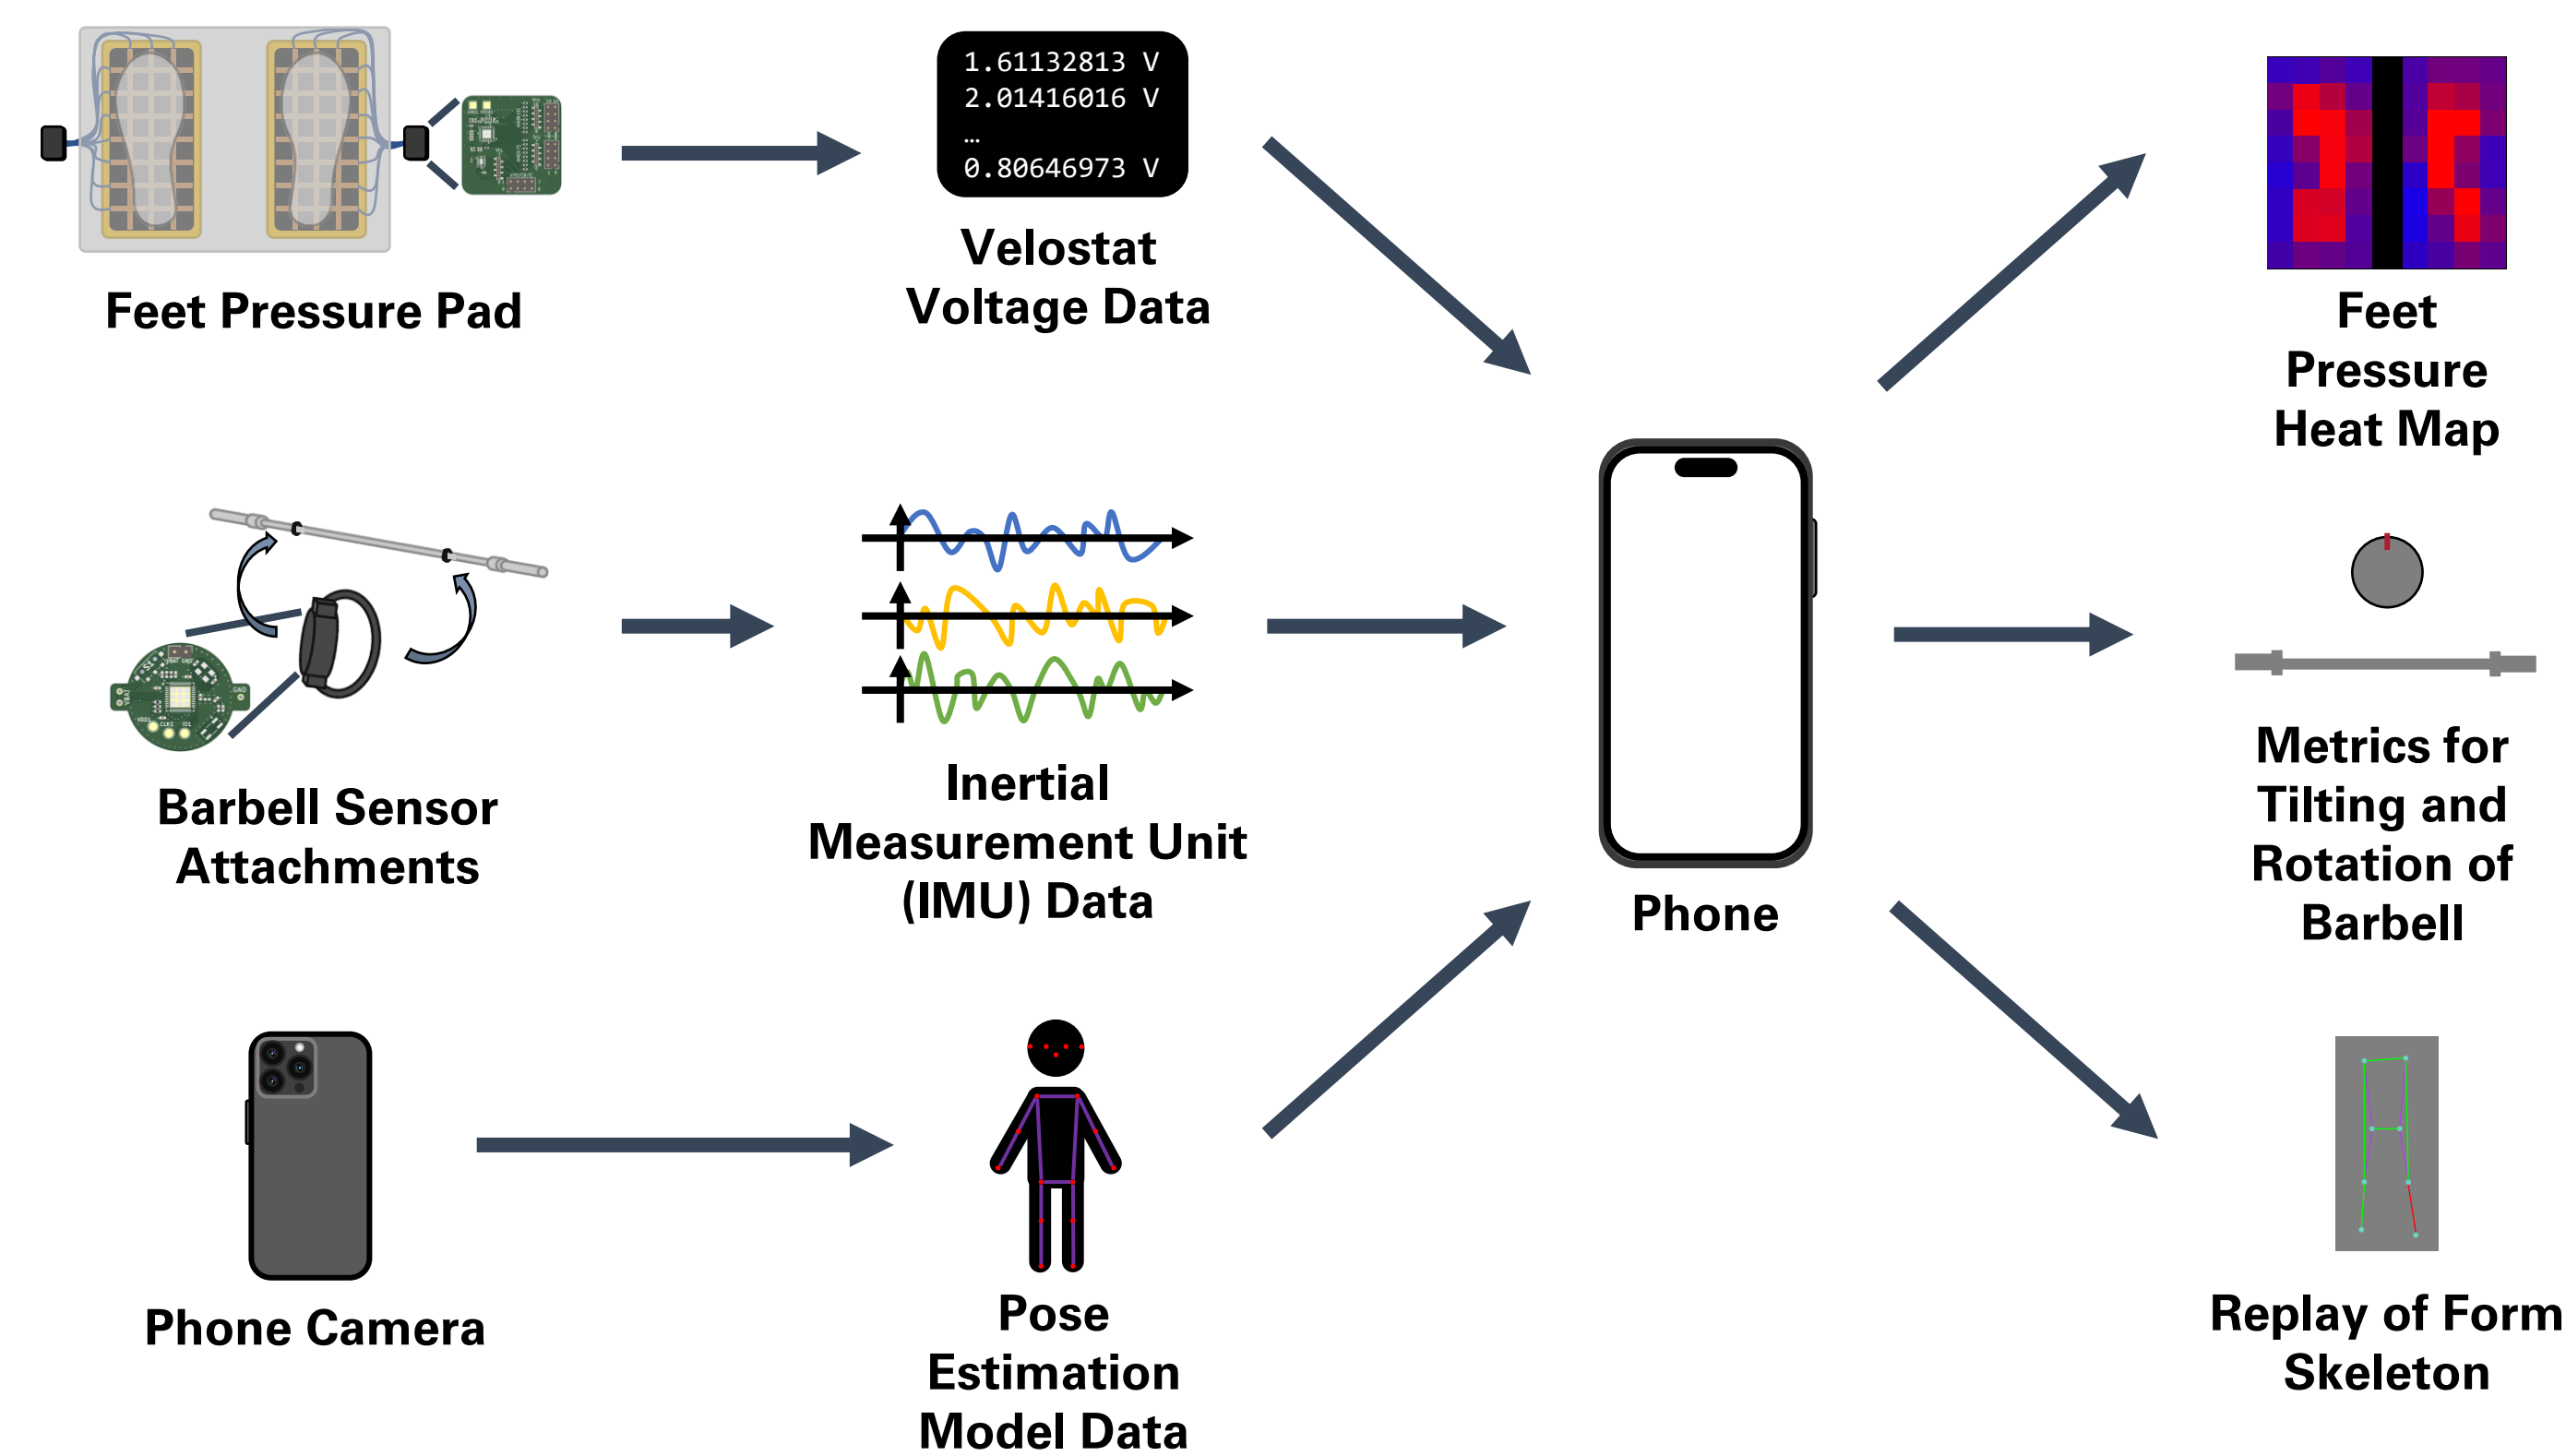 1.61132813 V
2.01416016 V
…
0.80646973 V
Feet Pressure Pad
Velostat
Voltage Data
Feet
Pressure
Heat Map
Barbell Sensor
Attachments
Inertial
Measurement Unit
(IMU) Data
Phone
Metrics for
Tilting and
Rotation of
Barbell
Phone Camera
Pose
Estimation
Model Data
Replay of Form
Skeleton